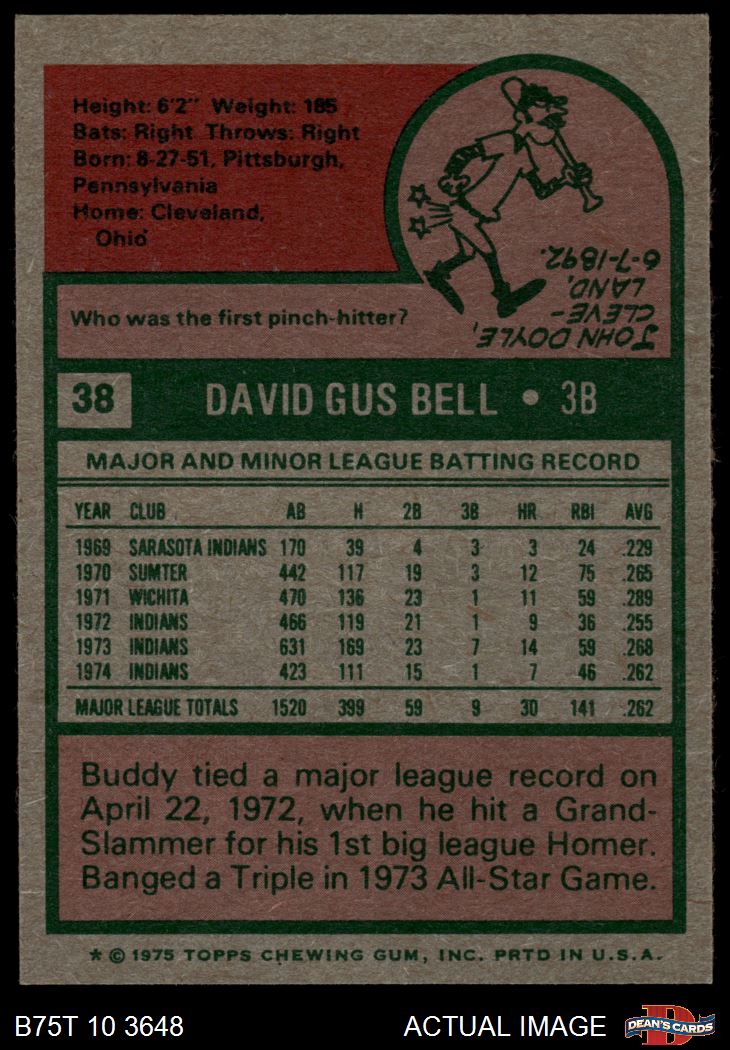 Height: 6'2" Weight: 185
Bats: Right Throws: Right
Born: 8-27-51, Pittsburgh,
Pennsylvania
Home: Cleveland,
Ohio
Who was the first pinch-hitter?
JOHN DOYLE,
CLEVE-
LAND,
6-7-1892.
38 DAVID GUS BELL • 3B
MAJOR AND MINOR LEAGUE BATTING RECORD
YEAR CLUB AB H 2B 3B HR RBI AVG
1969 SARASOTA INDIANS 170 39 4 3 3 24 .229
1970 SUMTER 442 117 19 3 12 75 .265
1971 WICHITA 470 136 23 1 11 59 .289
1972 INDIANS 466 119 21 1 9 36 .255
1973 INDIANS 631 169 23 7 14 59 .268
1974 INDIANS 423 111 15 1 7 46 .262
MAJOR LEAGUE TOTALS 1520 399 59 9 30 141 .262
Buddy tied a major league record on
April 22, 1972, when he hit a Grand-
Slammer for his 1st big league Homer.
Banged a Triple in 1973 All-Star Game.
* © 1975 TOPPS CHEWING GUM, INC. PRTD IN U.S.A.
B75T 10 3648 ACTUAL IMAGE
D
DEAN'S CARDS